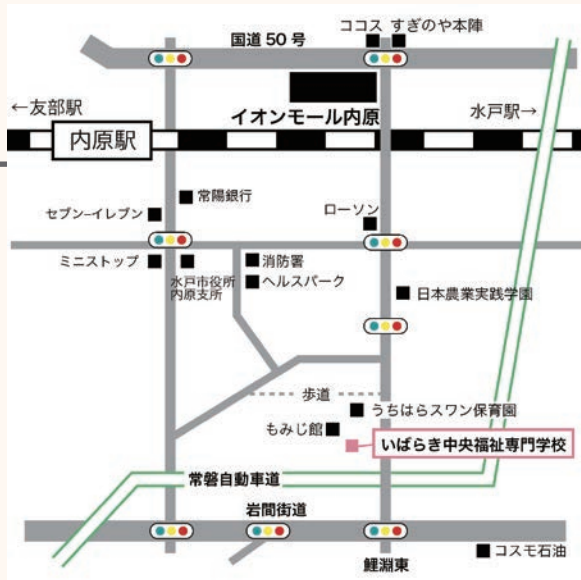 ココス すぎのや本陣
国道50号
イオンモール内原
←友部駅
水戸駅→
内原駅
常陽銀行
セブン−イレブン
ローソン
ミニストップ
水戸市役所
内原支所
消防署
ヘルスパーク
日本農業実践学園
歩道
うちはらスワン保育園
もみじ館
いばらき中央福祉専門学校
常磐自動車道
岩間街道
鯉淵東
コスモ石油